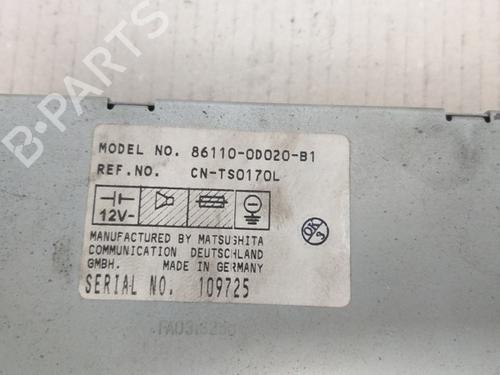 B-PARTS
MODEL NO. 86110-0D020-B1
REF.NO. CN-TS0170L
12V-
OK
9
MANUFACTURED BY MATSUSHITA
COMMUNICATION DEUTSCHLAND
GMBH. MADE IN GERMANY
SERIAL NO. 109725